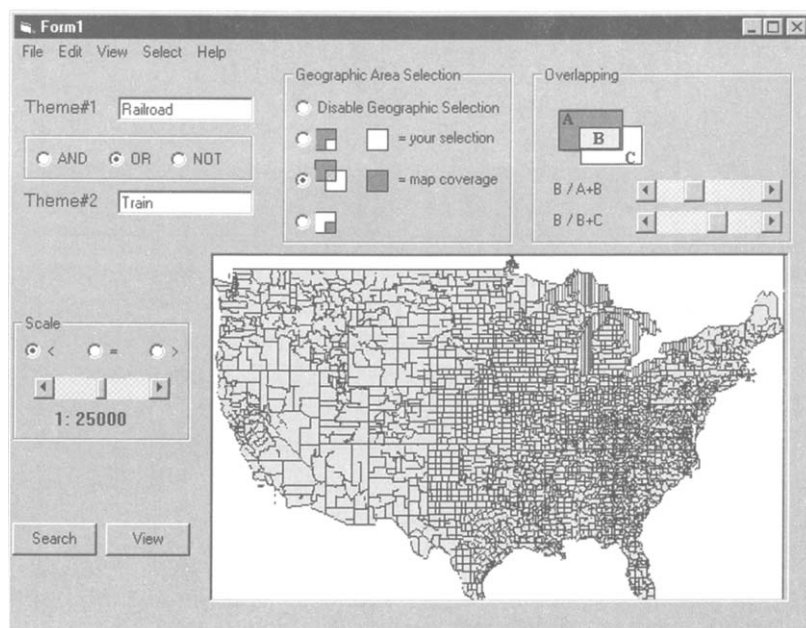 Form1
File Edit View Select Help
Theme#1 Railroad
AND OR NOT
Theme#2 Train
Geographic Area Selection
Disable Geographic Selection
= your selection
= map coverage
Overlapping
A
B
C
B / A+B
B / B+C
Scale
< = >
1: 25000
Search View